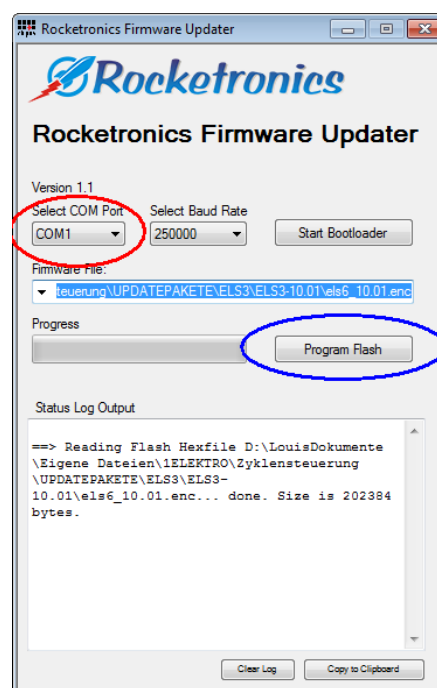 Rocketronics Firmware Updater
Rocketronics
Rocketronics Firmware Updater
Version 1.1
Select COM Port Select Baud Rate
COM1 250000 Start Bootloader
Firmware File:
teuerung\UPDATEPAKETE\ELS3\ELS3-10.01\els6_10.01.enc
Progress
Program Flash
Status Log Output
==> Reading Flash Hexfile D:\LouisDokumente
\Eigene Dateien\1ELEKTRO\Zyklensteuerung
\UPDATEPAKETE\ELS3\ELS3-
10.01\els6_10.01.enc... done. Size is 202384
bytes.
Clear Log Copy to Clipboard